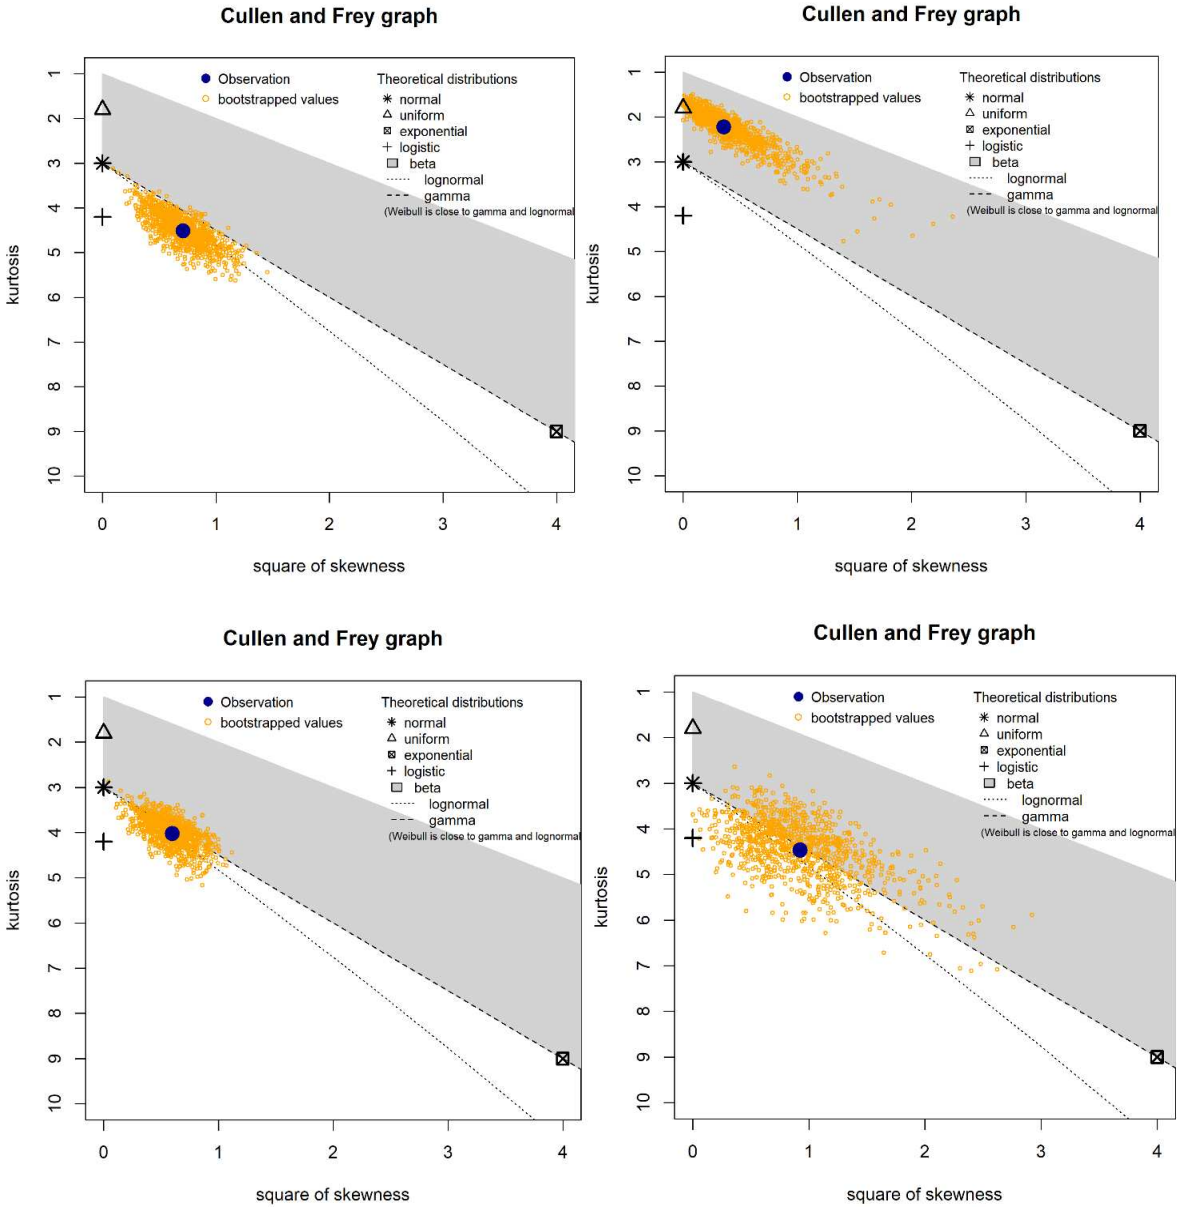 Cullen and Frey graph
Observation
bootstrapped values
Theoretical distributions
normal
uniform
exponential
logistic
beta
lognormal
gamma
(Weibull is close to gamma and lognormal
kurtosis
1
2
3
4
5
6
7
8
9
10
0 1 2 3 4
square of skewness
Cullen and Frey graph
Observation
bootstrapped values
Theoretical distributions
normal
uniform
exponential
logistic
beta
lognormal
gamma
(Weibull is close to gamma and lognormal
kurtosis
1
2
3
4
5
6
7
8
9
10
0 1 2 3 4
square of skewness
Cullen and Frey graph
Observation
bootstrapped values
Theoretical distributions
normal
uniform
exponential
logistic
beta
lognormal
gamma
(Weibull is close to gamma and lognormal
kurtosis
1
2
3
4
5
6
7
8
9
10
0 1 2 3 4
square of skewness
Cullen and Frey graph
Observation
bootstrapped values
Theoretical distributions
normal
uniform
exponential
logistic
beta
lognormal
gamma
(Weibull is close to gamma and lognormal
kurtosis
1
2
3
4
5
6
7
8
9
10
0 1 2 3 4
square of skewness